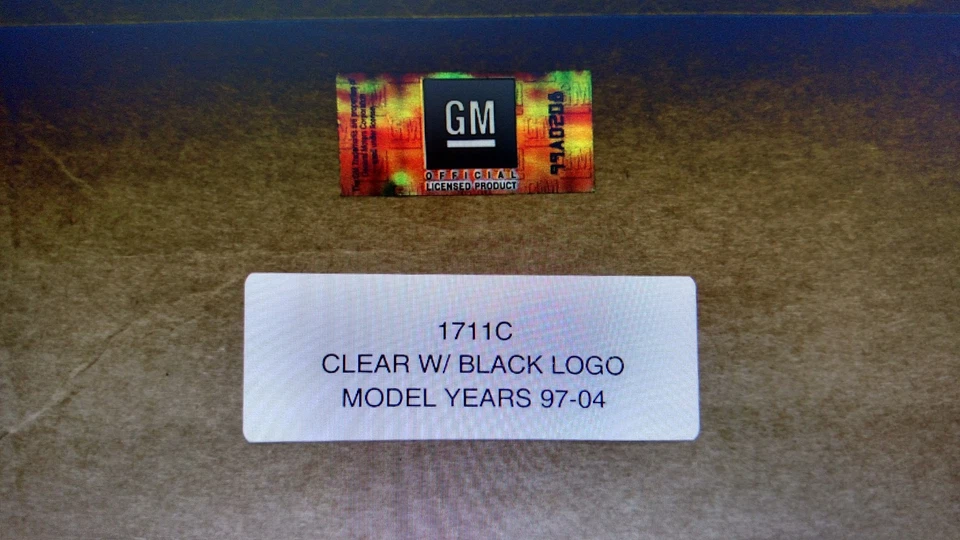 GM
OFFICIAL
LICENSED PRODUCT
1711C
CLEAR W/ BLACK LOGO
MODEL YEARS 97-04